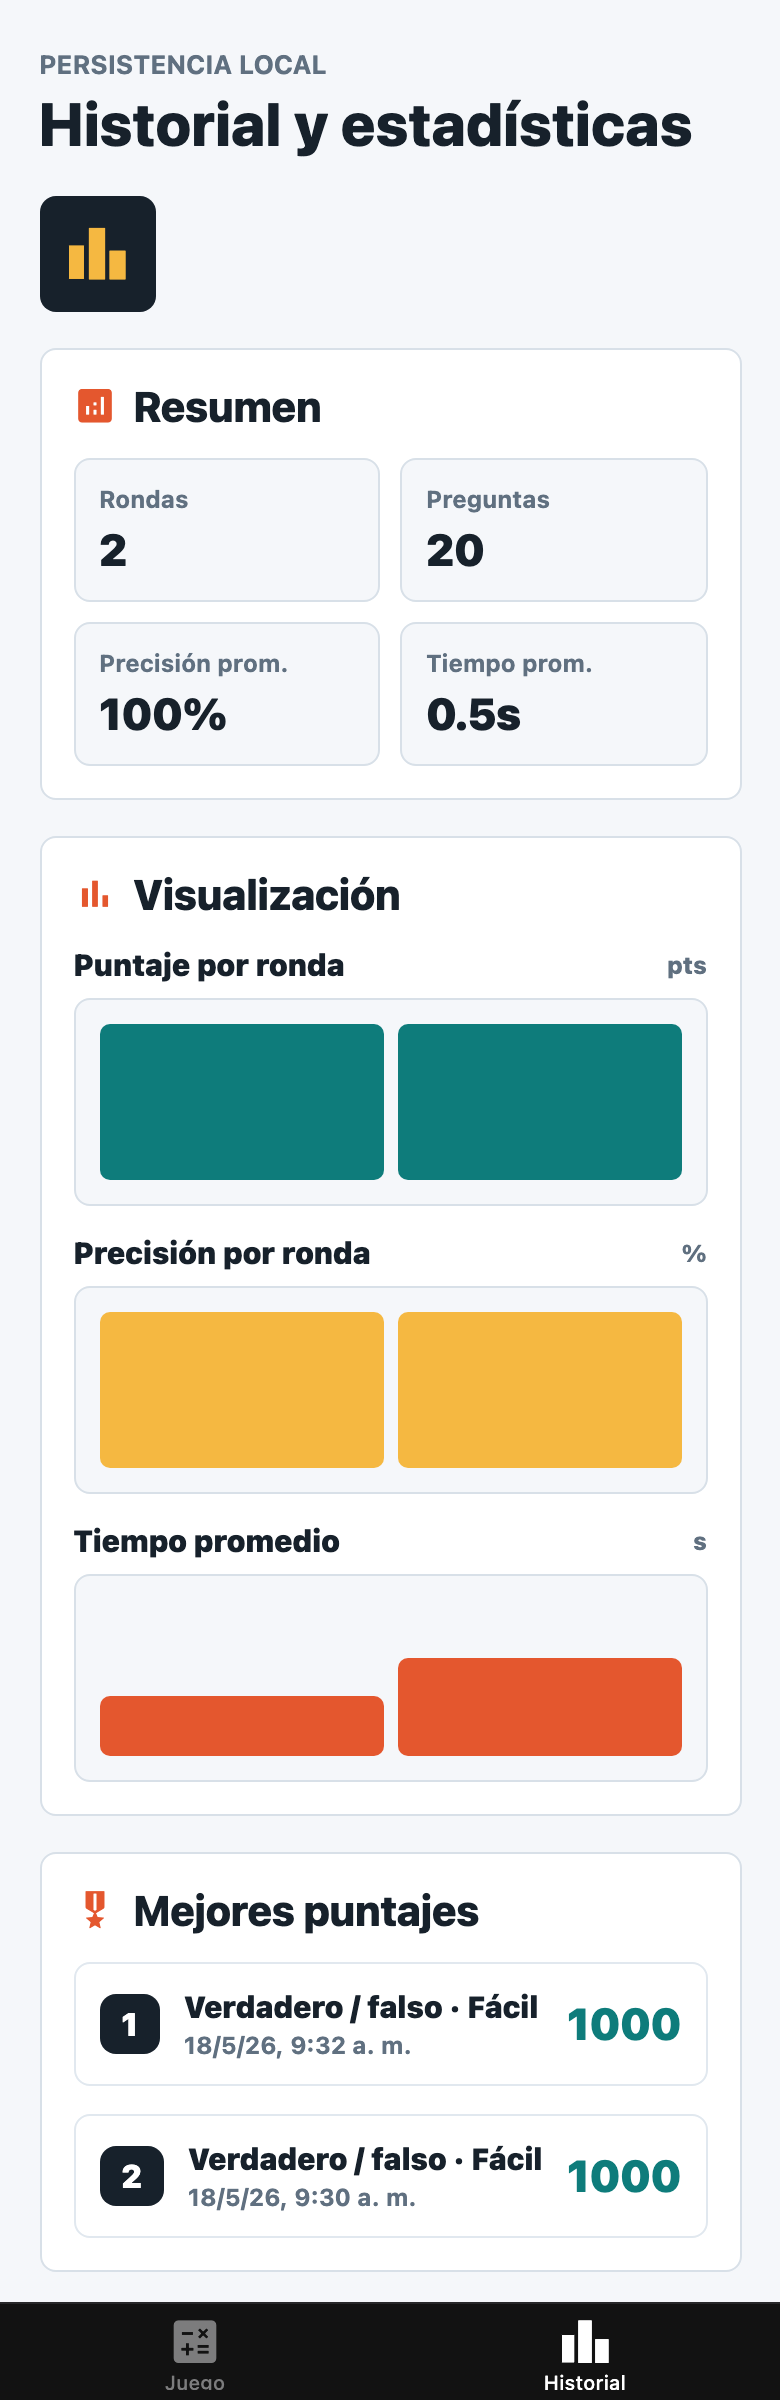 PERSISTENCIA LOCAL
Historial y estadísticas
Resumen
Rondas
2
Preguntas
20
Precisión prom.
100%
Tiempo prom.
0.5s
Visualización
Puntaje por ronda
pts
Precisión por ronda
%
Tiempo promedio
s
Mejores puntajes
1
Verdadero / falso · Fácil
18/5/26, 9:32 a. m.
1000
2
Verdadero / falso · Fácil
18/5/26, 9:30 a. m.
1000
Juego
Historial